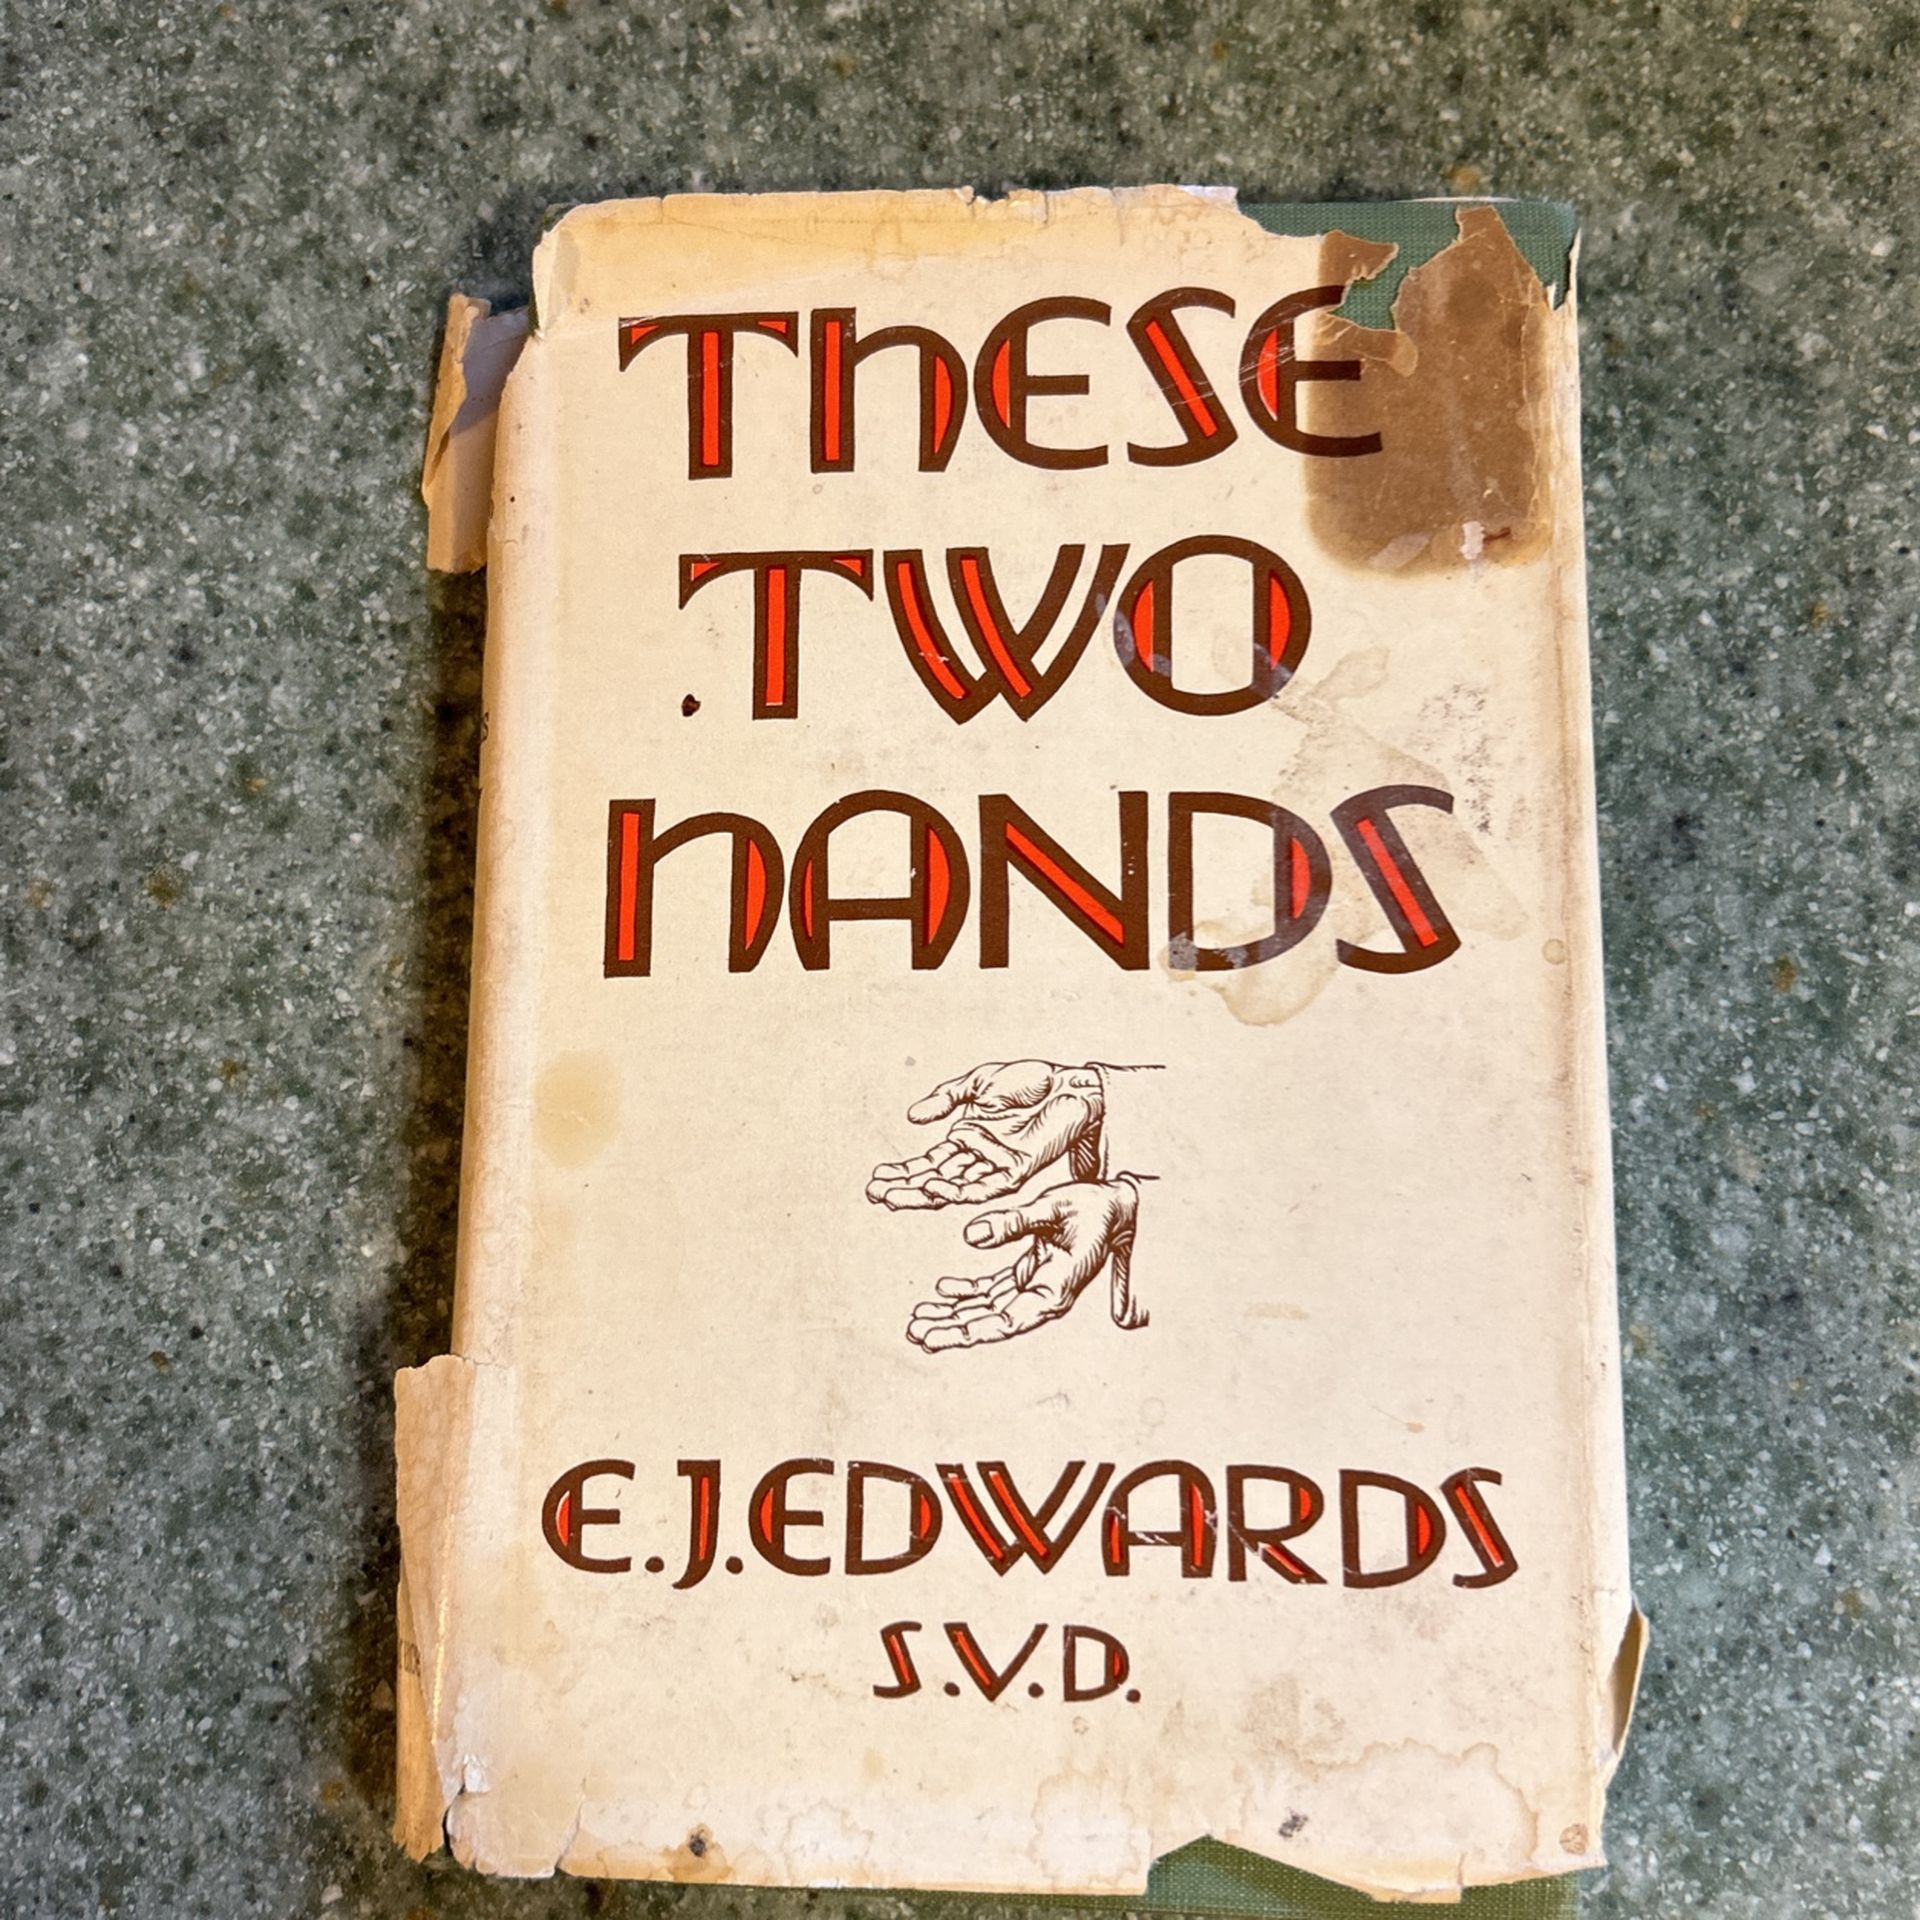 THESE
TWO
HANDS
E.J.EDWARDS
S.V.D.